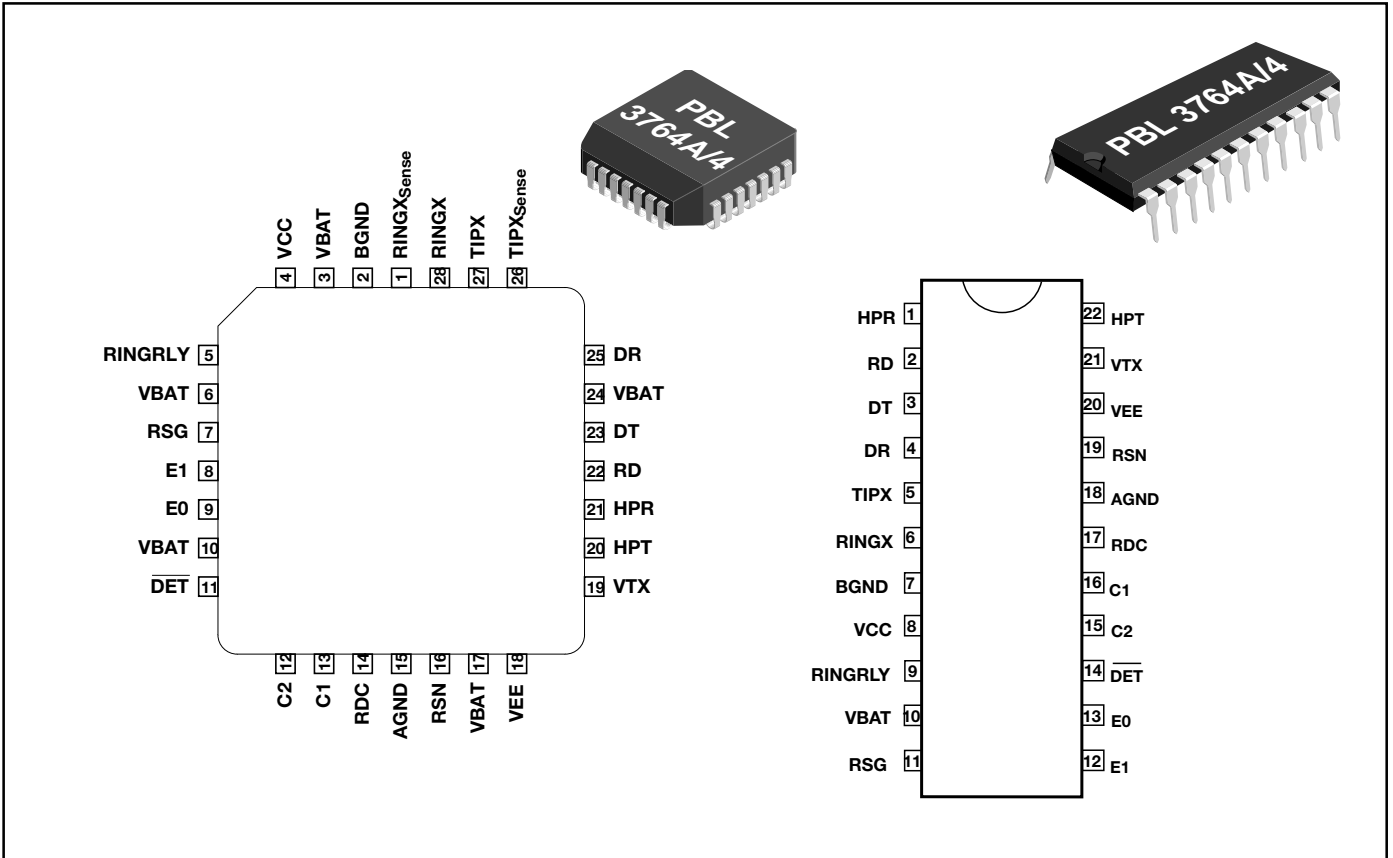 PBL
3764A/4
PBL 3764A/4
VCC
VBAT
BGND
RINGXSense
RINGX
TIPX
TIPXSense
4
3
2
1
28
27
26
RINGRLY 5
VBAT 6
RSG 7
E1 8
E0 9
VBAT 10
DET 11
25 DR
24 VBAT
23 DT
22 RD
21 HPR
20 HPT
19 VTX
12
13
14
15
16
17
18
C2
C1
RDC
AGND
RSN
VBAT
VEE
HPR 1
RD 2
DT 3
DR 4
TIPX 5
RINGX 6
BGND 7
VCC 8
RINGRLY 9
VBAT 10
RSG 11
22 HPT
21 VTX
20 VEE
19 RSN
18 AGND
17 RDC
16 C1
15 C2
14 DET
13 E0
12 E1